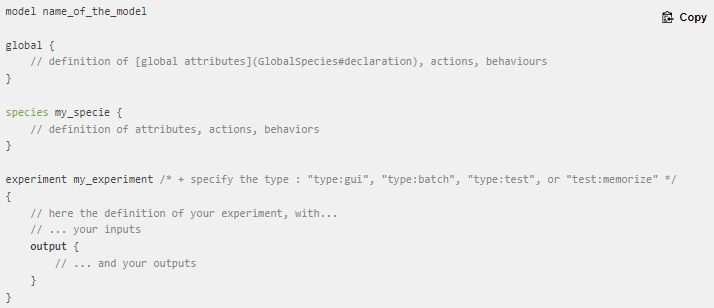 model name_of_the_model
Copy
global {
// definition of [global attributes](GlobalSpecies#declaration), actions, behaviours
}
species my_specie {
// definition of attributes, actions, behaviors
}
experiment my_experiment /* + specify the type : "type:gui", "type:batch", "type:test", or "test:memorize" */
{
// here the definition of your experiment, with...
// ... your inputs
output {
// ... and your outputs
}
}